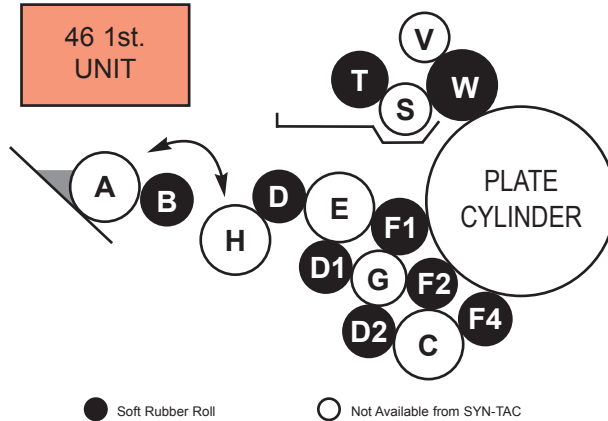 46 1st.
UNIT
V
T
W
S
A
B
D
E
H
F1
PLATE
CYLINDER
D1
G
F2
D2
C
F4
Soft Rubber Roll
Not Available from SYN-TAC